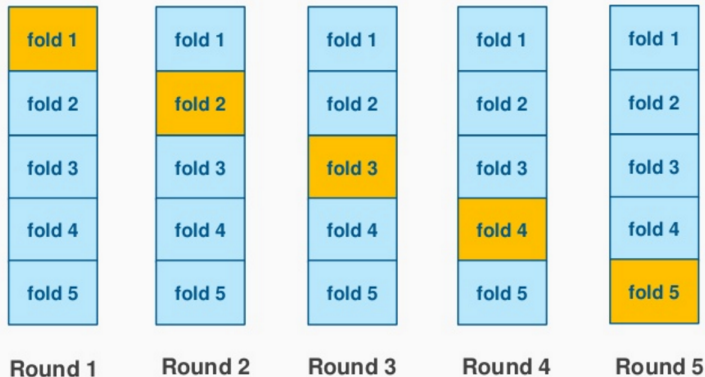 fold 1 fold 1 fold 1 fold 1 fold 1
fold 2 fold 2 fold 2 fold 2 fold 2
fold 3 fold 3 fold 3 fold 3 fold 3
fold 4 fold 4 fold 4 fold 4 fold 4
fold 5 fold 5 fold 5 fold 5 fold 5
Round 1 Round 2 Round 3 Round 4 Round 5